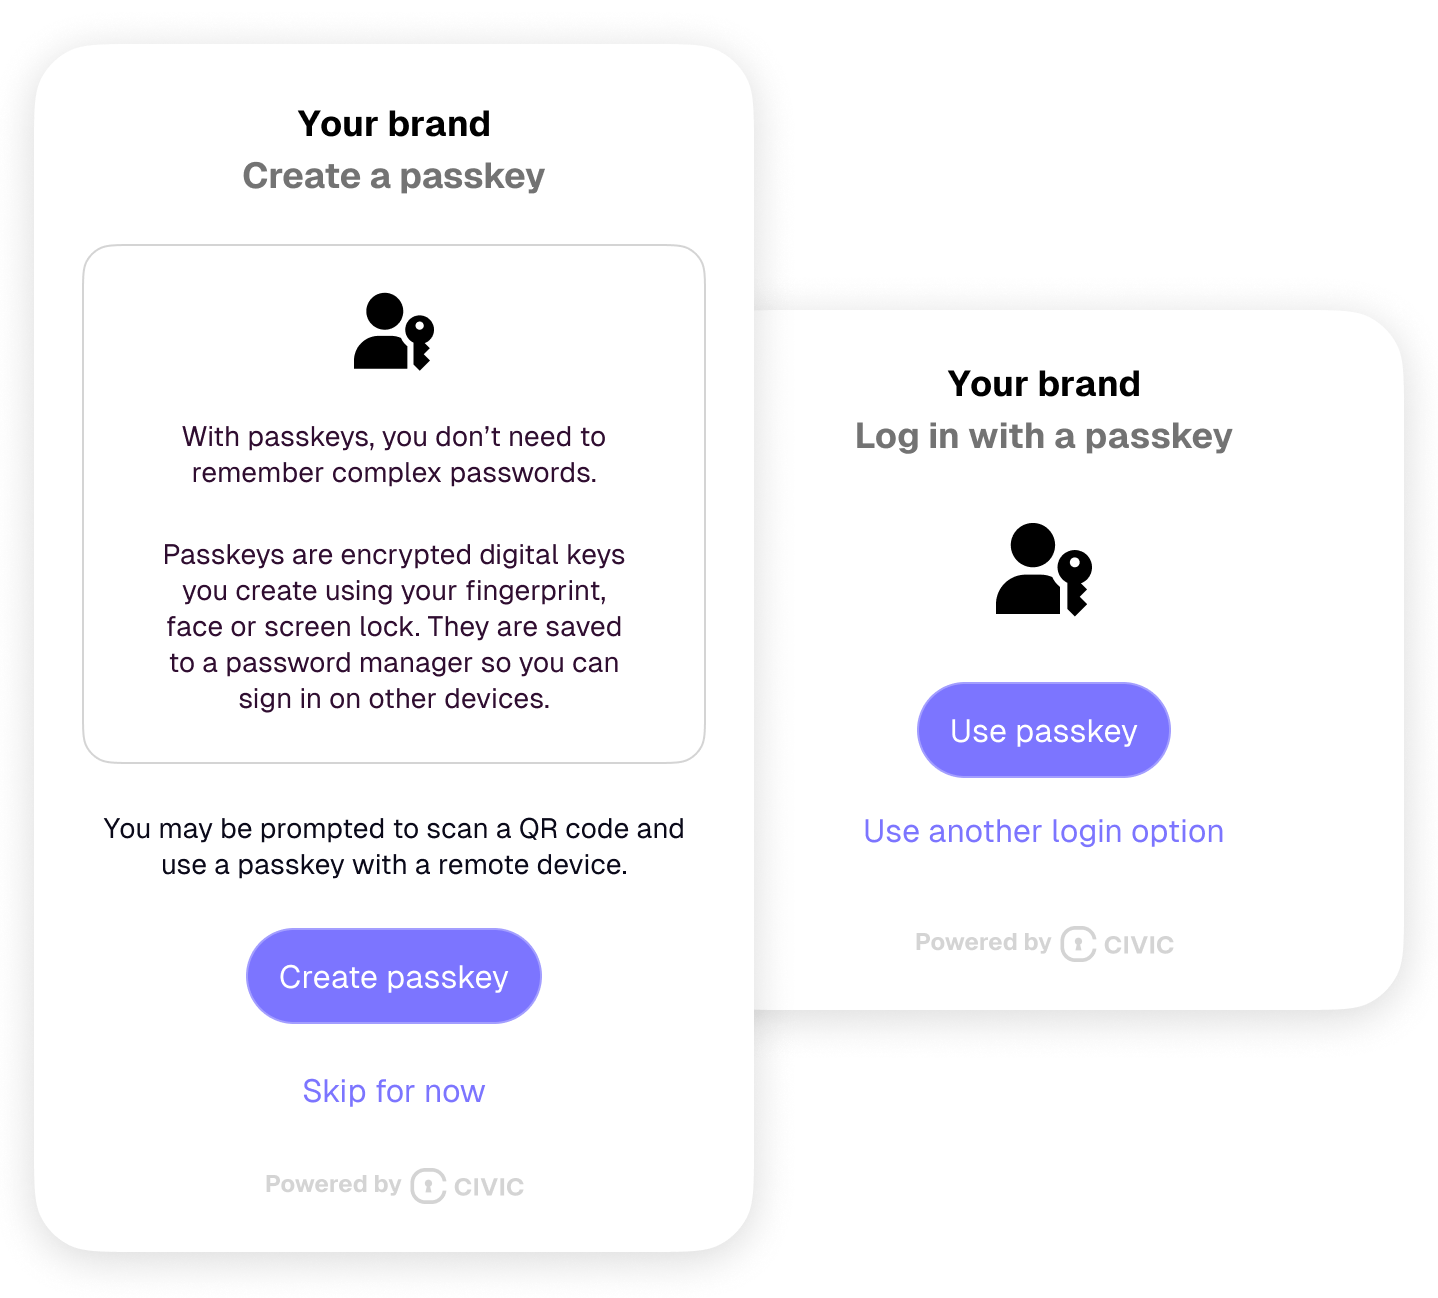 Your brand
Create a passkey
With passkeys, you don’t need to
remember complex passwords.
Passkeys are encrypted digital keys
you create using your fingerprint,
face or screen lock. They are saved
to a password manager so you can
sign in on other devices.
You may be prompted to scan a QR code and
use a passkey with a remote device.
Create passkey
Skip for now
Powered by CIVIC
Your brand
Log in with a passkey
Use passkey
Use another login option
Powered by CIVIC